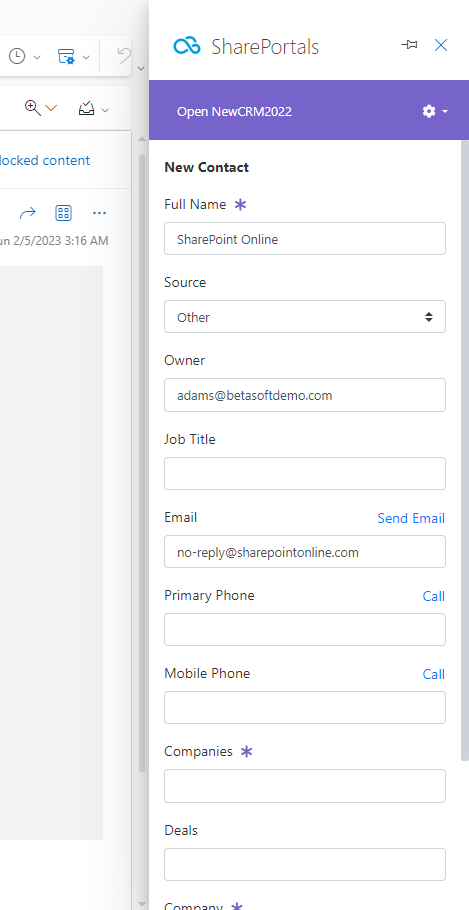 SharePortals
Open NewCRM2022
locked content
2/5/2023 3:16 AM
New Contact
Full Name *
SharePoint Online
Source
Other
Owner
adams@betasoftdemo.com
Job Title
Email Send Email
no-reply@sharepointonline.com
Primary Phone Call
Mobile Phone Call
Companies *
Deals
Company *